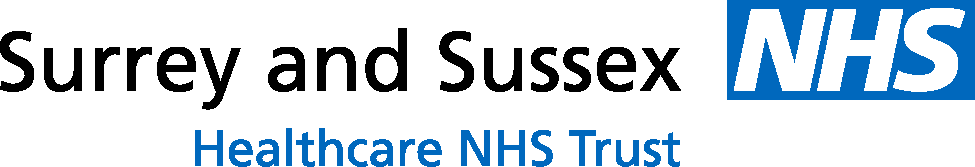 Surrey and Sussex NHS
Healthcare NHS Trust